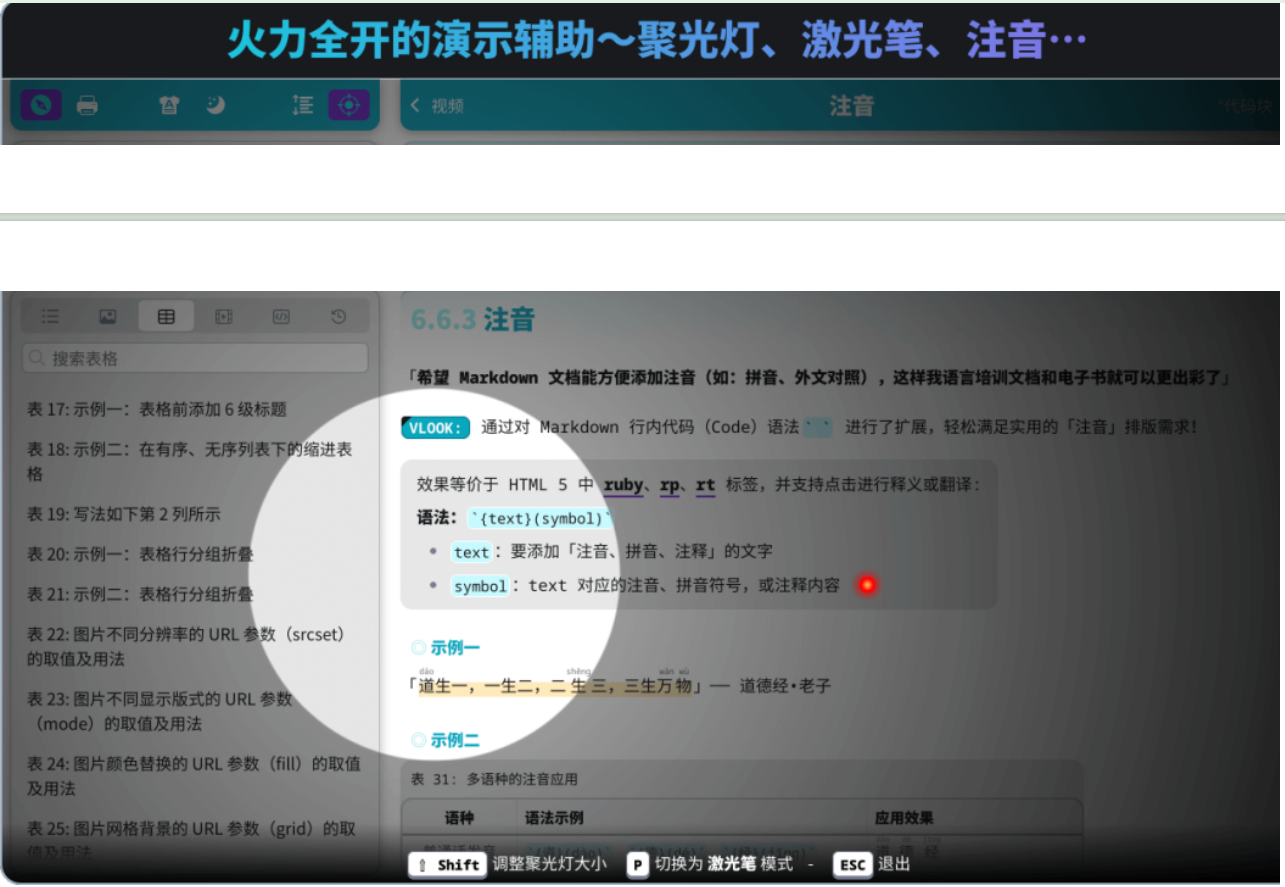 火力全开的演示辅助～聚光灯、激光笔、注音…
视频
注音
"代码块
搜索表格
表 17: 示例一：表格前添加 6 级标题
表 18: 示例二：在有序、无序列表下的缩进表
格
表 19: 写法如下第 2 列所示
表 20: 示例一：表格行分组折叠
表 21: 示例二：表格行分组折叠
表 22: 图片不同分辨率的 URL 参数（srcset）
的取值及用法
表 23: 图片不同显示版式的 URL 参数
（mode）的取值及用法
表 24: 图片颜色替换的 URL 参数（fill）的取值
及用法
表 25: 图片网格背景的 URL 参数（grid）的取
值及用法
6.6.3 注音
「希望 Markdown 文档能方便添加注音（如：拼音、外文对照），这样我语言培训文档和电子书就可以更出彩了」
VLOOK: 通过对 Markdown 行内代码（Code）语法 ` ` 进行了扩展，轻松满足实用的「注音」排版需求！
效果等价于 HTML 5 中 ruby、rp、rt 标签，并支持点击进行释义或翻译：
语法： `{text}(symbol)`
• text：要添加「注音、拼音、注释」的文字
• symbol：text 对应的注音、拼音符号，或注释内容
◎ 示例一
dào shēng wàn wù
「道生一，一生二，二生三，三生万物」—— 道德经•老子
◎ 示例二
表 31: 多语种的注音应用
语种 语法示例 应用效果
普通话发音 `{道}(dào)` `{德}(dé)` `{经}(jīng)` 道 德 经
⇧ Shift 调整聚光灯大小 P 切换为 激光笔 模式 - ESC 退出